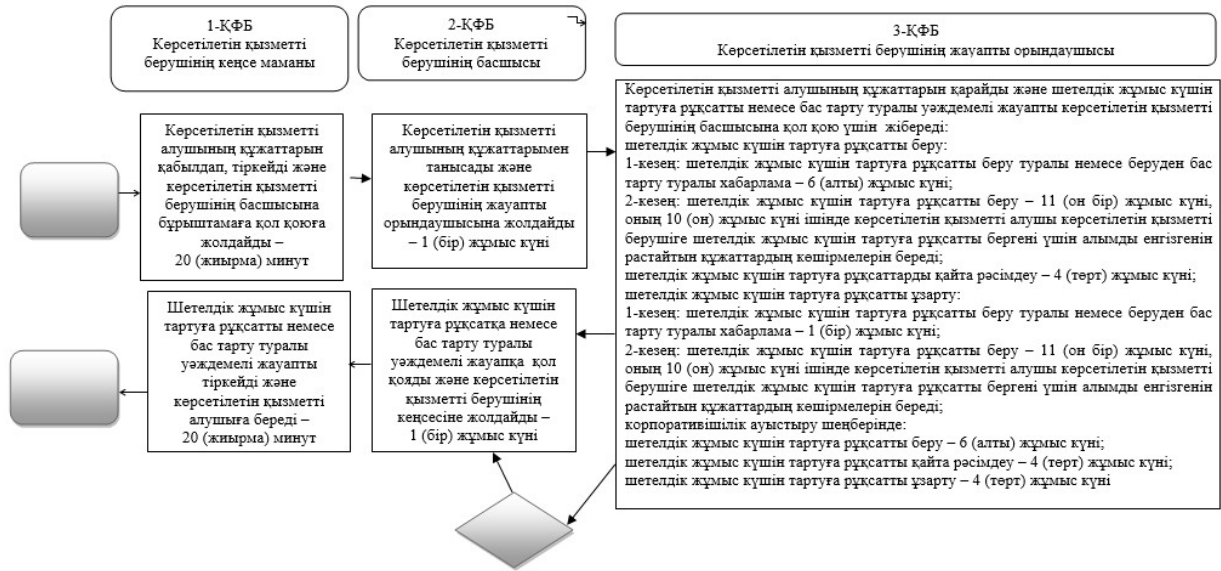 1-ҚФБ
Көрсетілетін қызметті
берушінің кеңсе маманы
2-ҚФБ
Көрсетілетін қызметті
берушінің басшысы
3-ҚФБ
Көрсетілетін қызметті берушінің жауапты орындаушысы
Көрсетілетін қызметті
алушының құжаттарын
қабылдап, тіркейді және
көрсетілетін қызметті
берушінің басшысына
бұрыштамаға қол қоюға
жолдайды –
20 (жиырма) минут
Көрсетілетін қызметті
алушының құжаттарымен
танысады және
көрсетілетін қызметті
берушінің жауапты
орындаушысына жолдайды
– 1 (бір) жұмыс күні
Көрсетілетін қызметті алушының құжаттарын қарайды және шетелдік жұмыс күшін
тартуға рұқсатты немесе бас тарту туралы уәждемелі жауапты көрсетілетін қызметті
берушінің басшысына қол қою үшін жібереді:
шетелдік жұмыс күшін тартуға рұқсатты беру:
1-кезең: шетелдік жұмыс күшін тартуға рұқсатты беру туралы немесе беруден бас
тарту туралы хабарлама – 6 (алты) жұмыс күні;
2-кезең: шетелдік жұмыс күшін тартуға рұқсатты беру – 11 (он бір) жұмыс күні,
оның 10 (он) жұмыс күні ішінде көрсетілетін қызметті алушы көрсетілетін қызметті
берушіге шетелдік жұмыс күшін тартуға рұқсатты бергені үшін алымды енгізгенін
растайтын құжаттардың көшірмелерін береді;
шетелдік жұмыс күшін тартуға рұқсаттарды қайта рәсімдеу – 4 (төрт) жұмыс күні;
шетелдік жұмыс күшін тартуға рұқсатты ұзарту:
1-кезең: шетелдік жұмыс күшін тартуға рұқсатты беру туралы немесе беруден бас
тарту туралы хабарлама – 1 (бір) жұмыс күні;
2-кезең: шетелдік жұмыс күшін тартуға рұқсатты беру – 11 (он бір) жұмыс күні,
оның 10 (он) жұмыс күні ішінде көрсетілетін қызметті алушы көрсетілетін қызметті
берушіге шетелдік жұмыс күшін тартуға рұқсатты бергені үшін алымды енгізгенін
растайтын құжаттардың көшірмелерін береді;
корпоративішілік ауыстыру шеңберінде:
шетелдік жұмыс күшін тартуға рұқсатты беру – 6 (алты) жұмыс күні;
шетелдік жұмыс күшін тартуға рұқсатты қайта рәсімдеу – 4 (төрт) жұмыс күні;
шетелдік жұмыс күшін тартуға рұқсатты ұзарту – 4 (төрт) жұмыс күні
Шетелдік жұмыс күшін
тартуға рұқсатқа немесе
бас тарту туралы
уәждемелі жауапқа қол
қояды және көрсетілетін
қызметті берушінің
кеңсесіне жолдайды –
1 (бір) жұмыс күні
Шетелдік жұмыс күшін
тартуға рұқсатты немесе
бас тарту туралы
уәждемелі жауапты
тіркейді және
көрсетілетін қызметті
алушыға береді –
20 (жиырма) минут